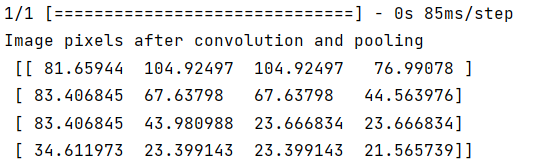 1/1 [==============================] - 0s 85ms/step
Image pixels after convolution and pooling
[[ 81.65944 104.92497 104.92497 76.99078 ]
[ 83.406845 67.63798 67.63798 44.563976]
[ 83.406845 43.980988 23.666834 23.666834]
[ 34.611973 23.399143 23.399143 21.565739]]